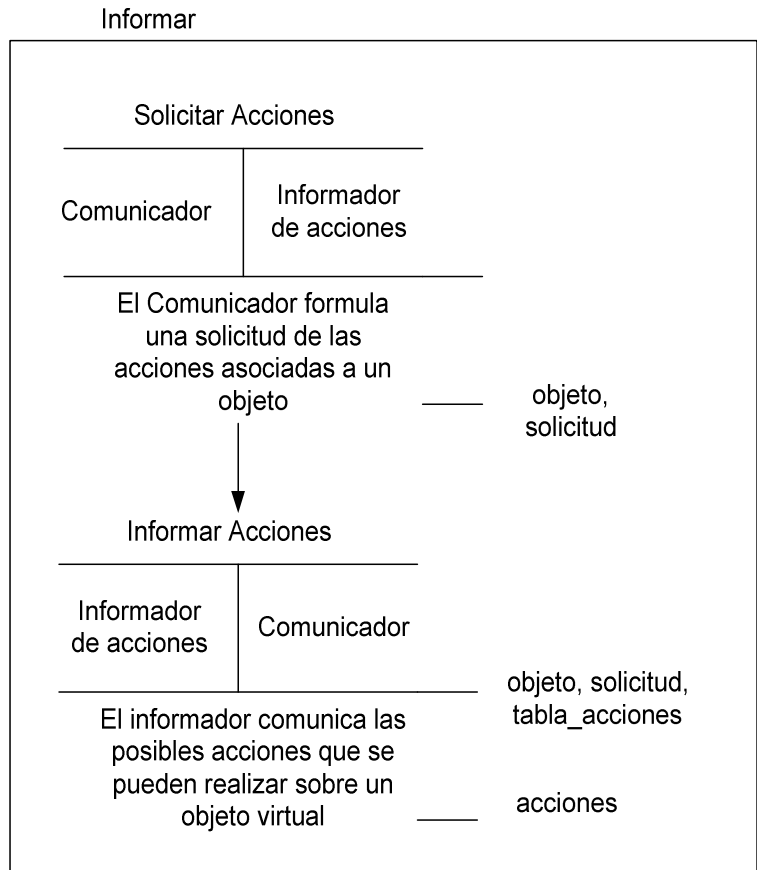 Informar
Solicitar Acciones
Comunicador
Informador
de acciones
El Comunicador formula
una solicitud de las
acciones asociadas a un
objeto
objeto,
solicitud
Informar Acciones
Informador
de acciones
Comunicador
objeto, solicitud,
tabla_acciones
El informador comunica las
posibles acciones que se
pueden realizar sobre un
objeto virtual
acciones